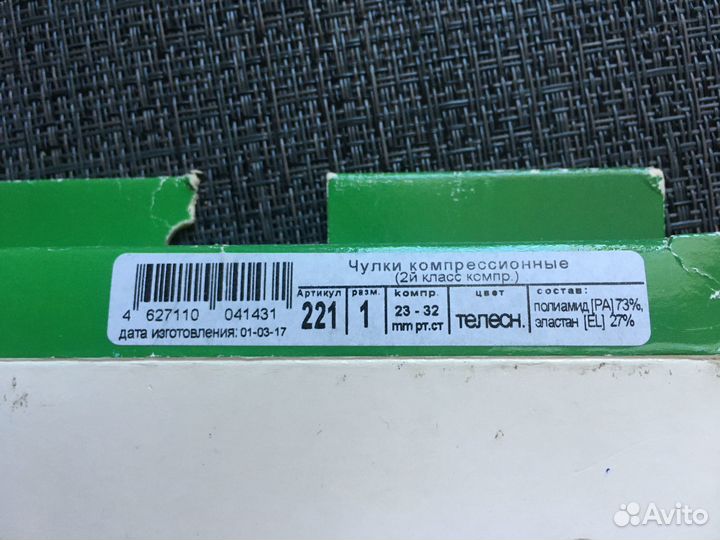 Чулки компрессионные
(2й класс компр.)
4 627110 041431
дата изготовления: 01-03-17
Артикул
221
разм.
1
компр.
23 - 32
mm рт.ст
цвет
телесн.
состав:
полиамид [PA] 73%,
эластан [EL] 27%
Avito